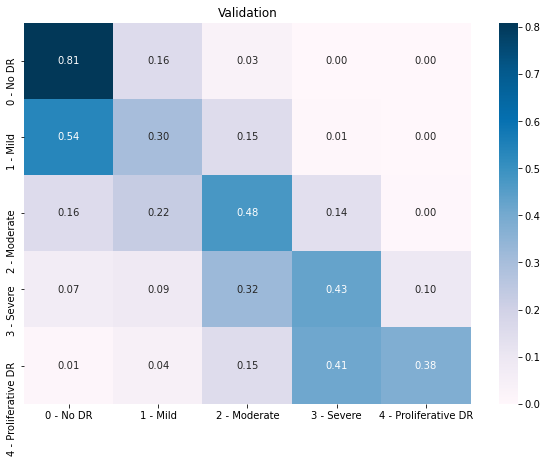 Validation
0 - No DR
0.81 0.16 0.03 0.00 0.00
1 - Mild
0.54 0.30 0.15 0.01 0.00
2 - Moderate
0.16 0.22 0.48 0.14 0.00
3 - Severe
0.07 0.09 0.32 0.43 0.10
4 - Proliferative DR
0.01 0.04 0.15 0.41 0.38
0 - No DR 1 - Mild 2 - Moderate 3 - Severe 4 - Proliferative DR
0.8
0.7
0.6
0.5
0.4
0.3
0.2
0.1
0.0